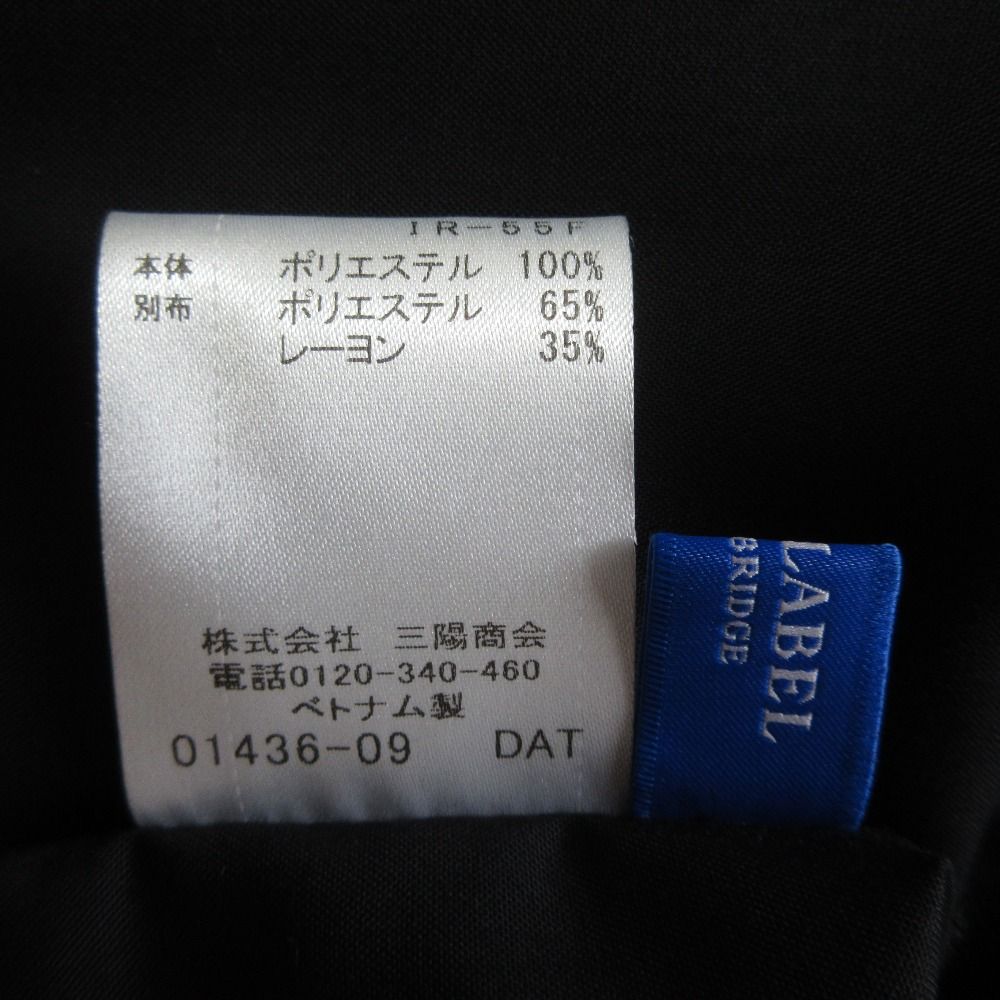 IR-55F
本体 ポリエステル 100%
別布 ポリエステル 65%
レーヨン 35%
株式会社 三陽商会
電話0120-340-460
ベトナム製
01436-09 DAT
LABEL
BRIDGE